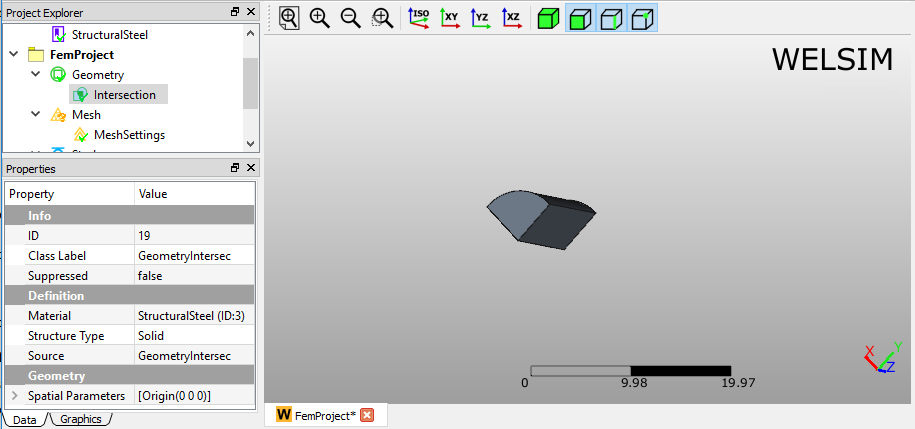 Project Explorer
StructuralSteel
FemProject
Geometry
Intersection
Mesh
MeshSettings
Properties
Property Value
Info
ID 19
Class Label GeometryIntersec
Suppressed false
Definition
Material StructuralSteel (ID:3)
Structure Type Solid
Source GeometryIntersec
Geometry
Spatial Parameters [Origin(0 0 0)]
Data Graphics
ISO XY YZ XZ
WELSIM
0 9.98 19.97
X Y Z
W FemProject*